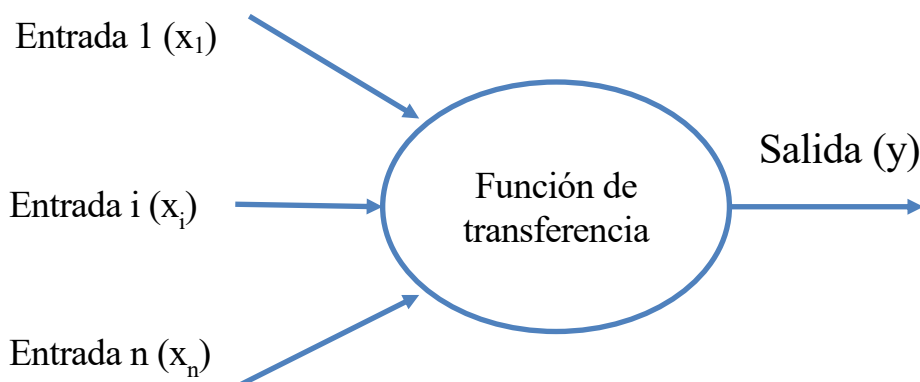 Entrada 1 (x₁)
Salida (y)
Entrada i (xᵢ)
Función de
transferencia
Entrada n (xₙ)